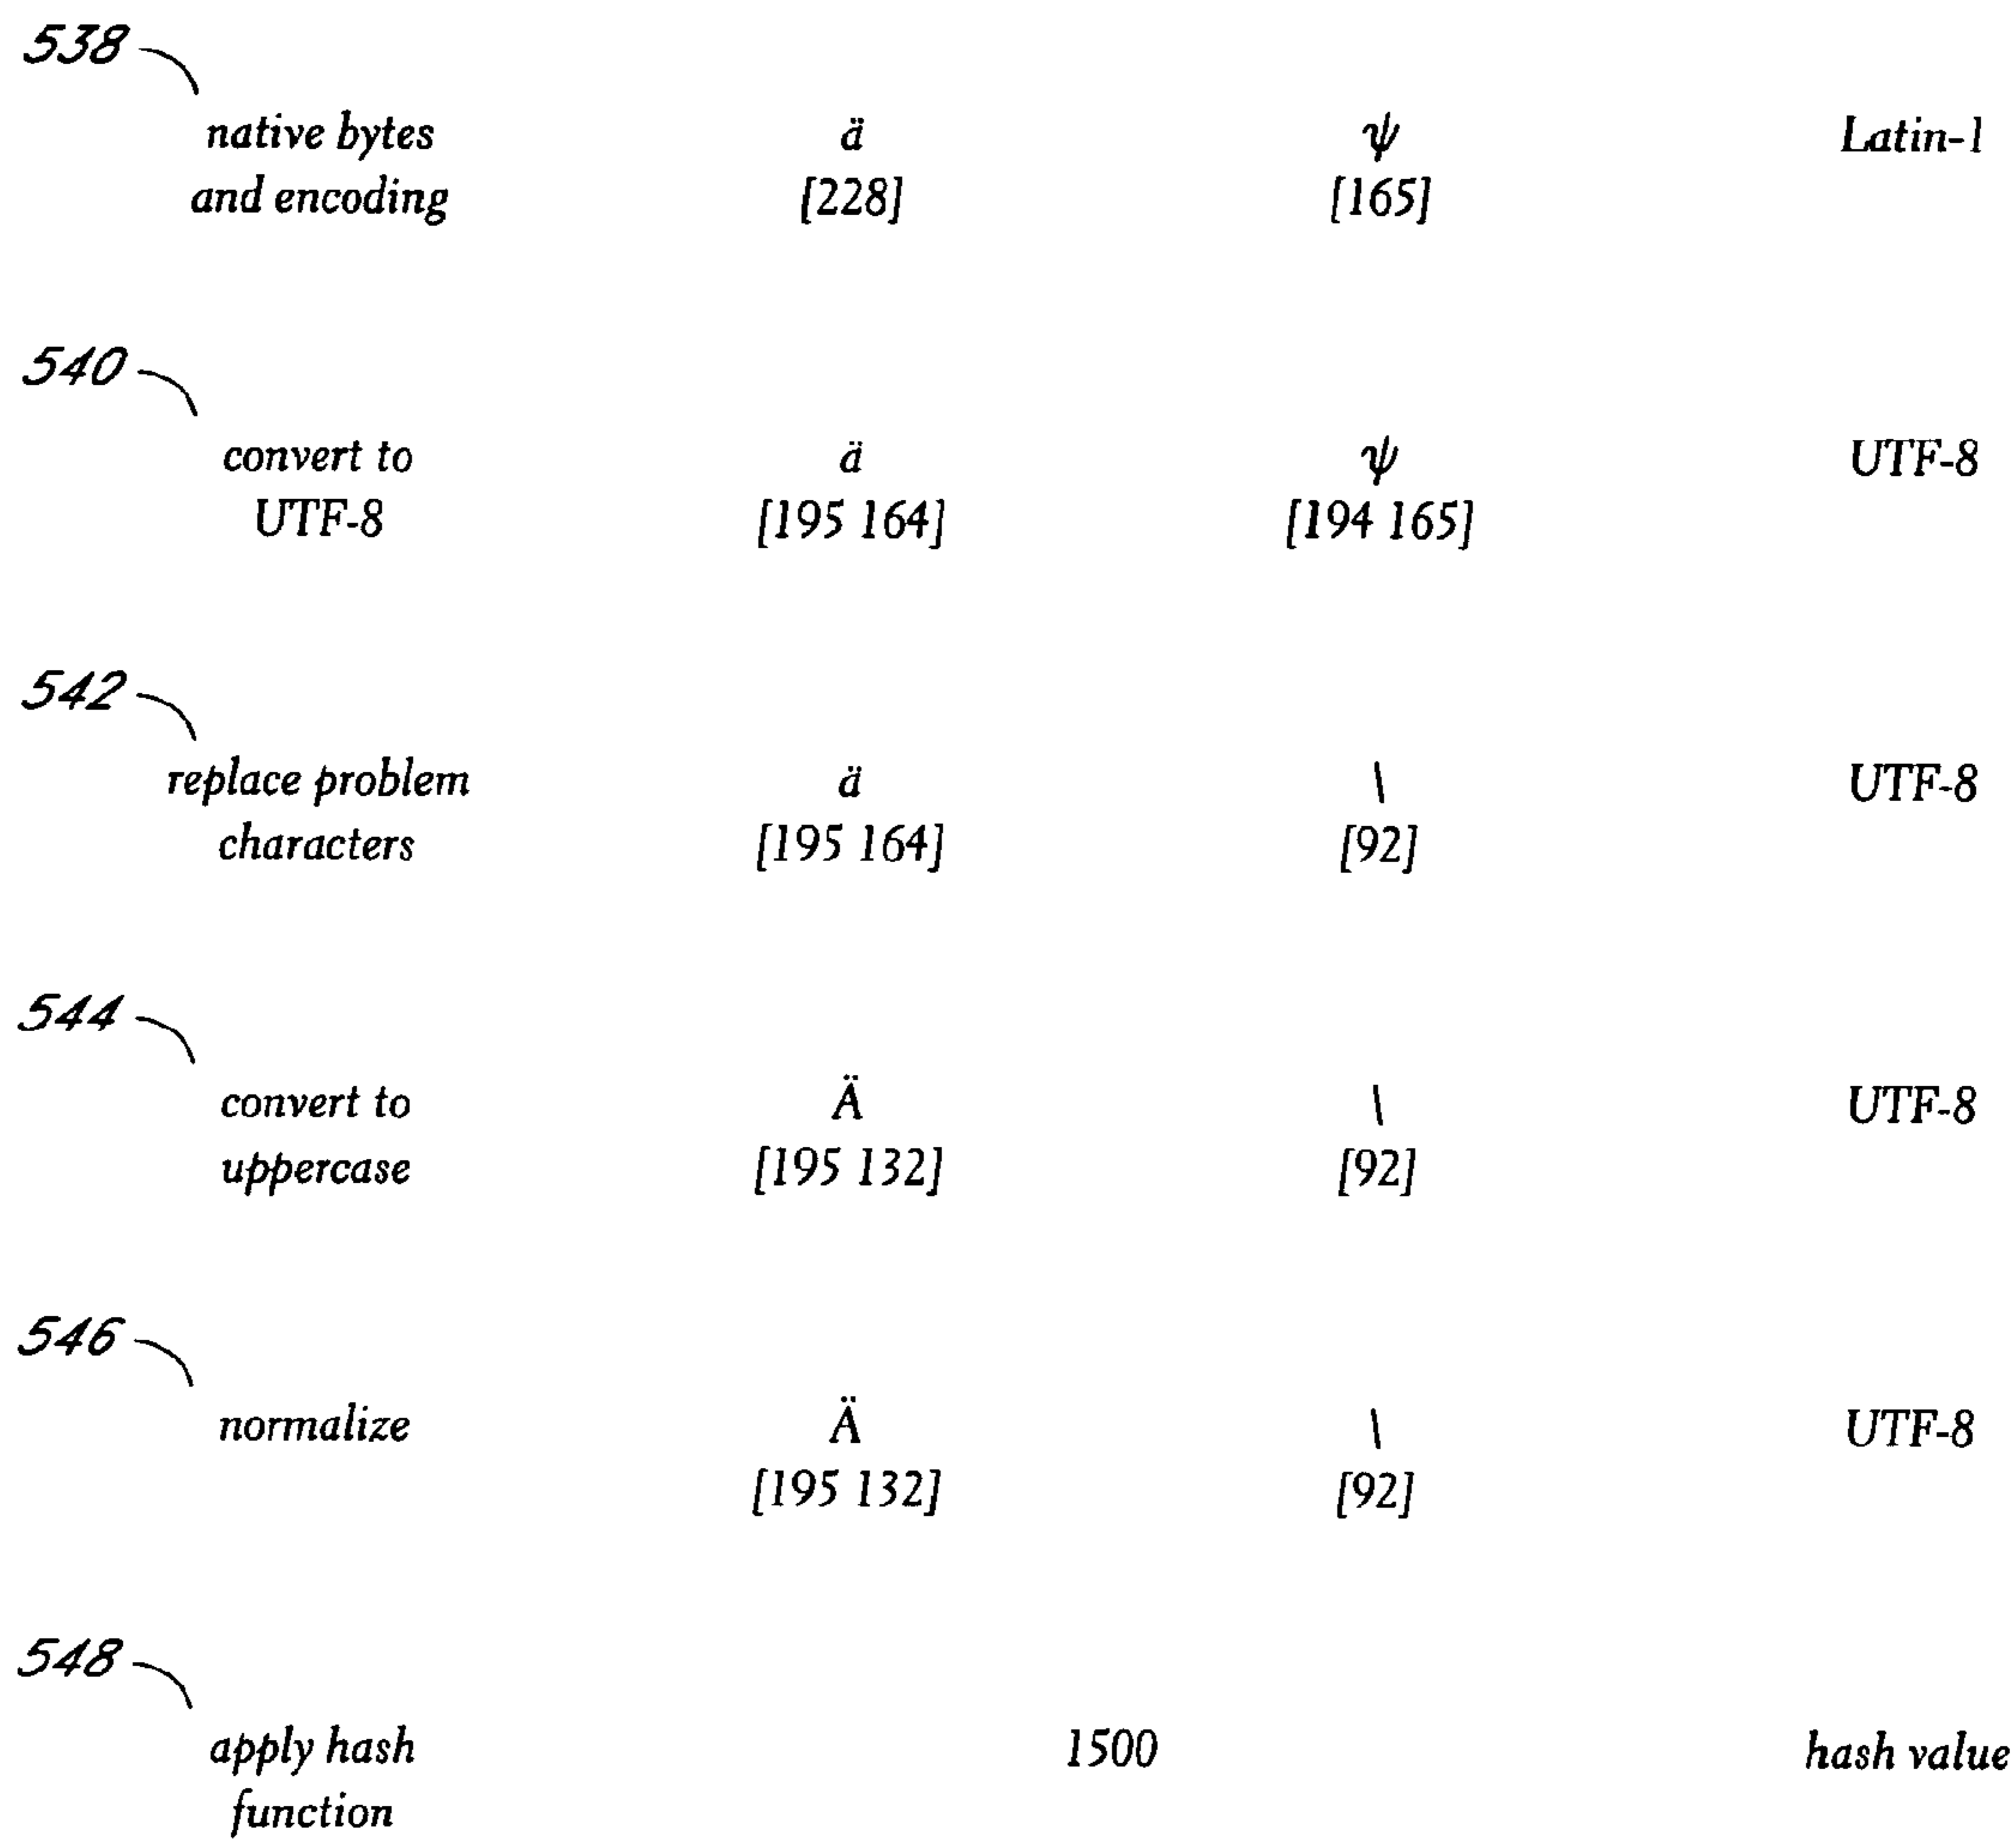 538
native bytes ä ψ Latin-1
and encoding [228] [165]
540
convert to ä ψ UTF-8
UTF-8 [195 164] [194 165]
542
replace problem ä \ UTF-8
characters [195 164] [92]
544
convert to Ä \ UTF-8
uppercase [195 132] [92]
546
normalize Ä \ UTF-8
[195 132] [92]
548
apply hash 1500 hash value
function